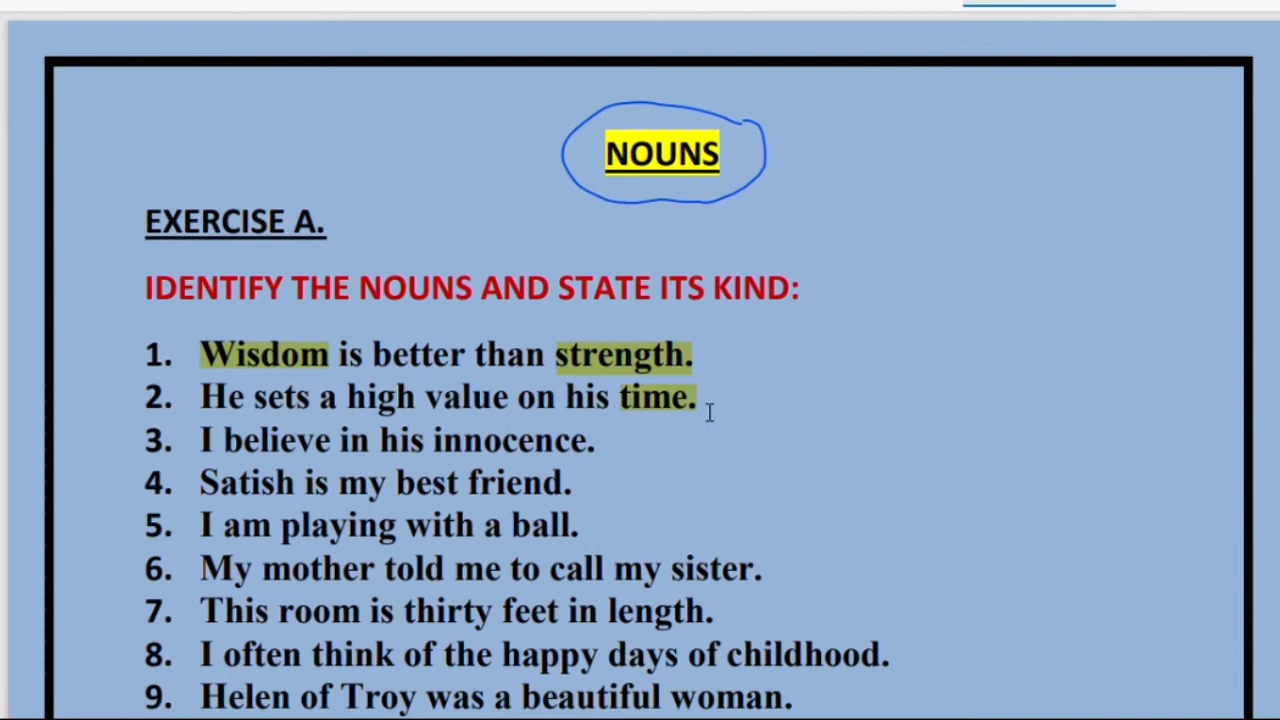 NOUNS
EXERCISE A.
IDENTIFY THE NOUNS AND STATE ITS KIND:
1. Wisdom is better than strength.
2. He sets a high value on his time.
3. I believe in his innocence.
4. Satish is my best friend.
5. I am playing with a ball.
6. My mother told me to call my sister.
7. This room is thirty feet in length.
8. I often think of the happy days of childhood.
9. Helen of Troy was a beautiful woman.